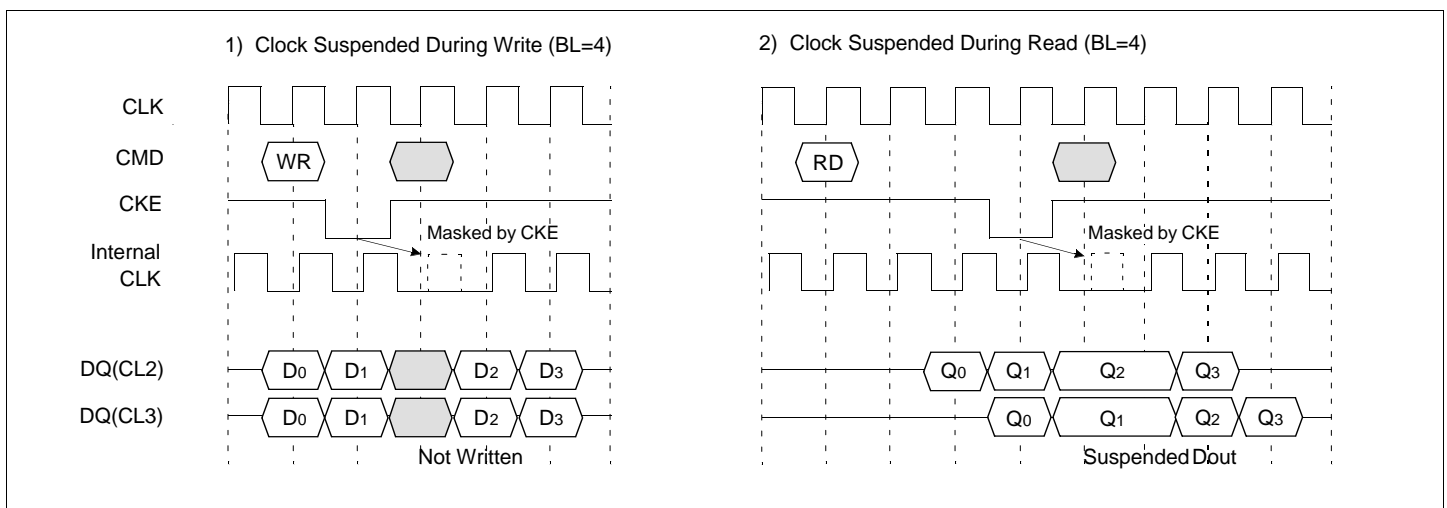 1) Clock Suspended During Write (BL=4)
2) Clock Suspended During Read (BL=4)
CLK
CMD
WR
RD
CKE
Masked by CKE
Masked by CKE
Internal
CLK
DQ(CL2)
D0 D1 D2 D3
Q0 Q1 Q2 Q3
DQ(CL3)
D0 D1 D2 D3
Q0 Q1 Q2 Q3
Not Written
Suspended Dout